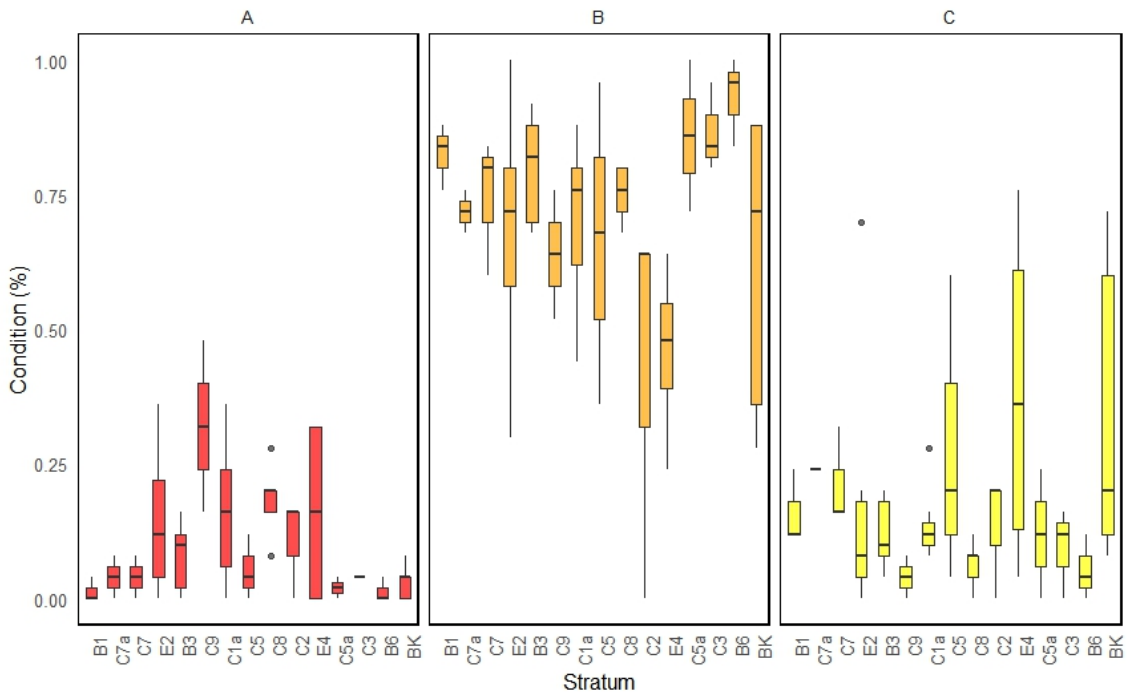 A B C
1.00
0.75
0.50
0.25
0.00
Condition (%)
B1 C7a C7 E2 B3 C9 C1a C5 C8 C2 E4 C5a C3 B6 BK
B1 C7a C7 E2 B3 C9 C1a C5 C8 C2 E4 C5a C3 B6 BK
B1 C7a C7 E2 B3 C9 C1a C5 C8 C2 E4 C5a C3 B6 BK
Stratum